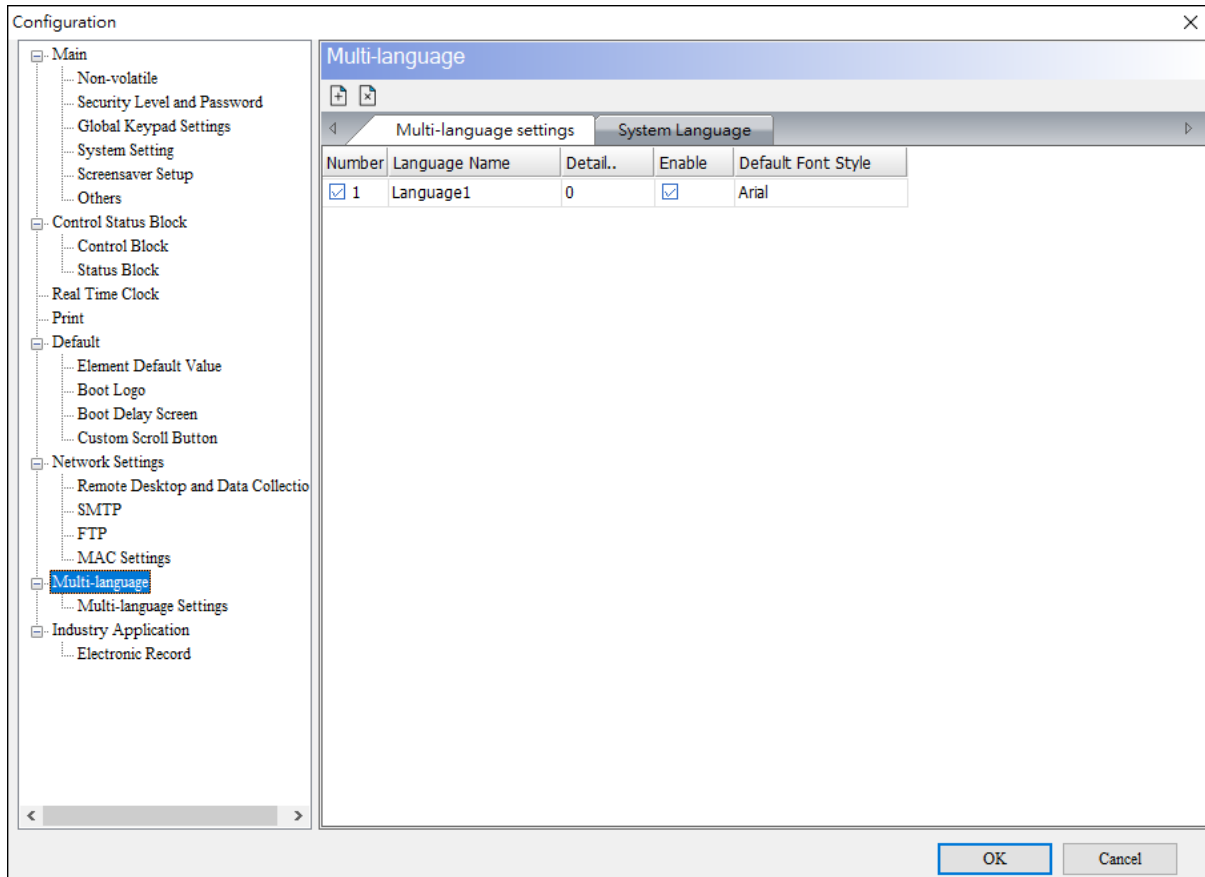 Configuration
Main
Non-volatile
Security Level and Password
Global Keypad Settings
System Setting
Screensaver Setup
Others
Control Status Block
Control Block
Status Block
Real Time Clock
Print
Default
Element Default Value
Boot Logo
Boot Delay Screen
Custom Scroll Button
Network Settings
Remote Desktop and Data Collectio
SMTP
FTP
MAC Settings
Multi-language
Multi-language Settings
Industry Application
Electronic Record
Multi-language
Multi-language settings System Language
Number Language Name Detail.. Enable Default Font Style
1 Language1 0 Arial
OK Cancel